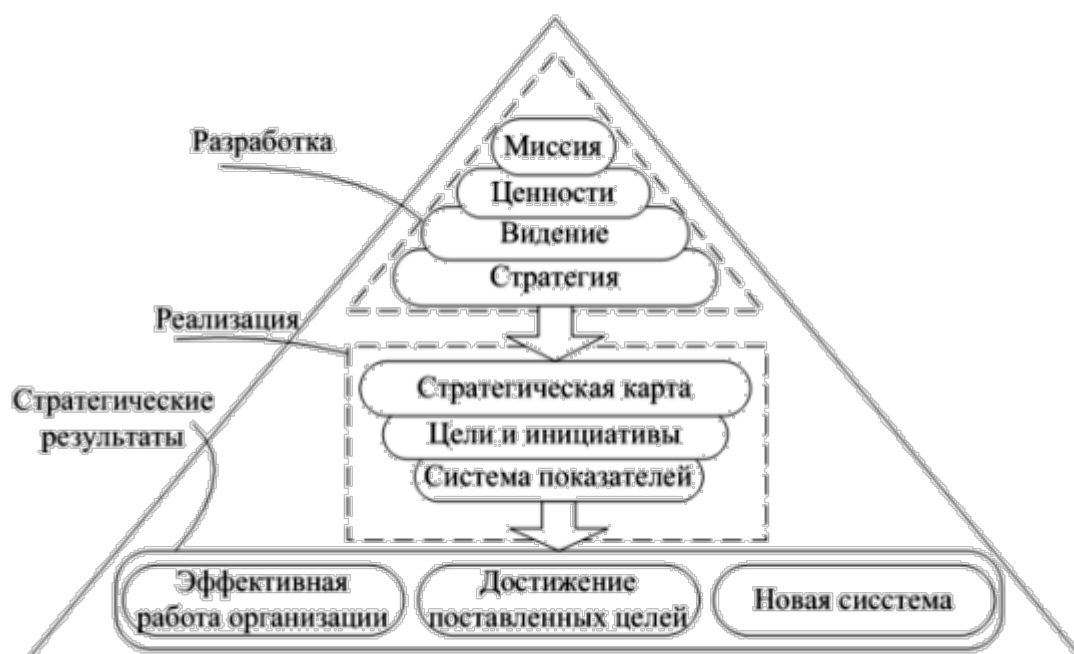 Разработка
Миссия
Ценности
Видение
Стратегия
Реализация
Стратегическая карта
Цели и инициативы
Система показателей
Стратегические
результаты
Эффективная
работа организации
Достижение
поставленных целей
Новая сисстема